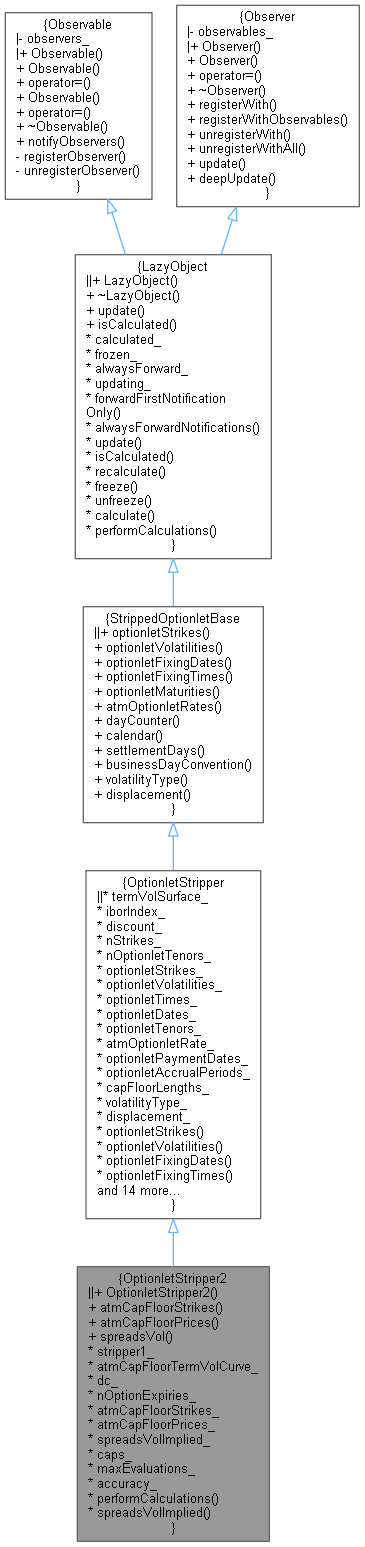 {Observable
|- observers_
|+ Observable()
+ Observable()
+ operator=()
+ Observable()
+ operator=()
+ ~Observable()
+ notifyObservers()
- registerObserver()
- unregisterObserver()
}
{Observer
|- observables_
|+ Observer()
+ Observer()
+ operator=()
+ ~Observer()
+ registerWith()
+ registerWithObservables()
+ unregisterWith()
+ unregisterWithAll()
+ update()
+ deepUpdate()
}
{LazyObject
||+ LazyObject()
+ ~LazyObject()
+ update()
+ isCalculated()
* calculated_
* frozen_
* alwaysForward_
* updating_
* forwardFirstNotification
Only()
* alwaysForwardNotifications()
* update()
* isCalculated()
* recalculate()
* freeze()
* unfreeze()
* calculate()
* performCalculations()
}
{StrippedOptionletBase
||+ optionletStrikes()
+ optionletVolatilities()
+ optionletFixingDates()
+ optionletFixingTimes()
+ optionletMaturities()
+ atmOptionletRates()
+ dayCounter()
+ calendar()
+ settlementDays()
+ businessDayConvention()
+ volatilityType()
+ displacement()
}
{OptionletStripper
||* termVolSurface_
* iborIndex_
* discount_
* nStrikes_
* nOptionletTenors_
* optionletStrikes_
* optionletVolatilities_
* optionletTimes_
* optionletDates_
* optionletTenors_
* atmOptionletRate_
* optionletPaymentDates_
* optionletAccrualPeriods_
* capFloorLengths_
* volatilityType_
* displacement_
* optionletStrikes()
* optionletVolatilities()
* optionletFixingDates()
* optionletFixingTimes()
and 14 more...
}
{OptionletStripper2
||+ OptionletStripper2()
+ atmCapFloorStrikes()
+ atmCapFloorPrices()
+ spreadsVol()
* stripper1_
* atmCapFloorTermVolCurve_
* dc_
* nOptionExpiries_
* atmCapFloorStrikes_
* atmCapFloorPrices_
* spreadsVolImplied_
* caps_
* maxEvaluations_
* accuracy_
* performCalculations()
* spreadsVolImplied()
}